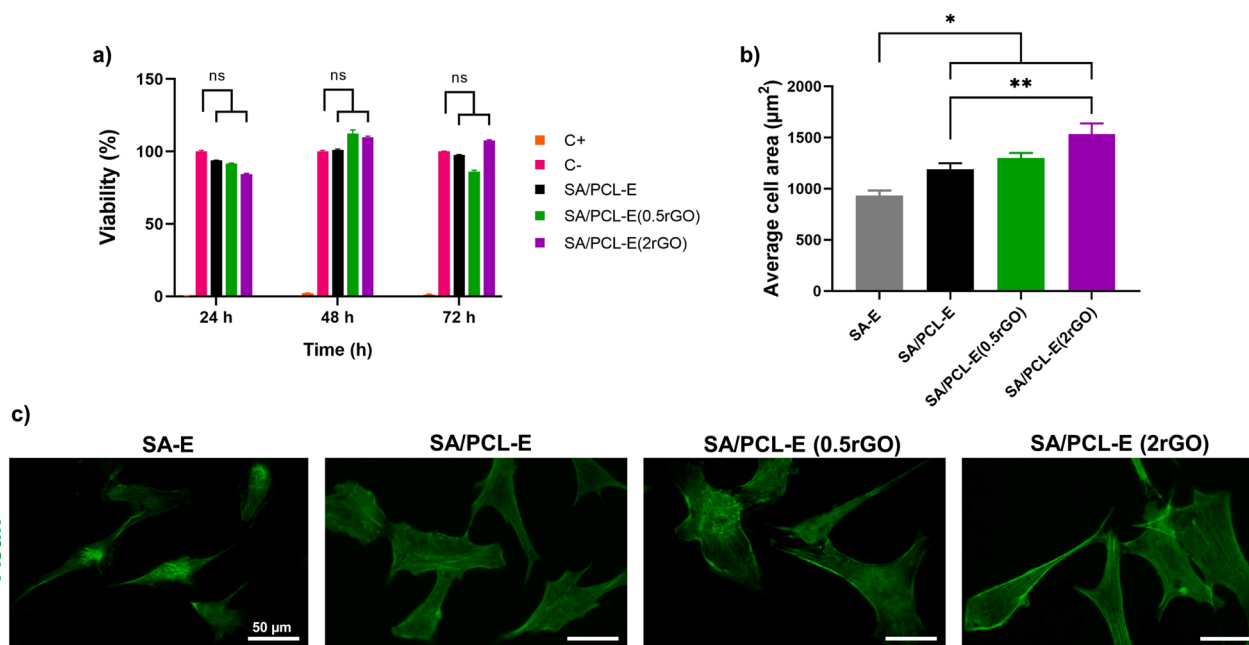 a)
ns
ns
ns
Viability (%)
150
100
50
0
24 h
48 h
72 h
Time (h)
C+
C-
SA/PCL-E
SA/PCL-E(0.5rGO)
SA/PCL-E(2rGO)
b)
*
**
Average cell area (µm²)
2000
1500
1000
500
0
SA-E
SA/PCL-E
SA/PCL-E(0.5rGO)
SA/PCL-E(2rGO)
c)
SA-E
SA/PCL-E
SA/PCL-E (0.5rGO)
SA/PCL-E (2rGO)
50 µm